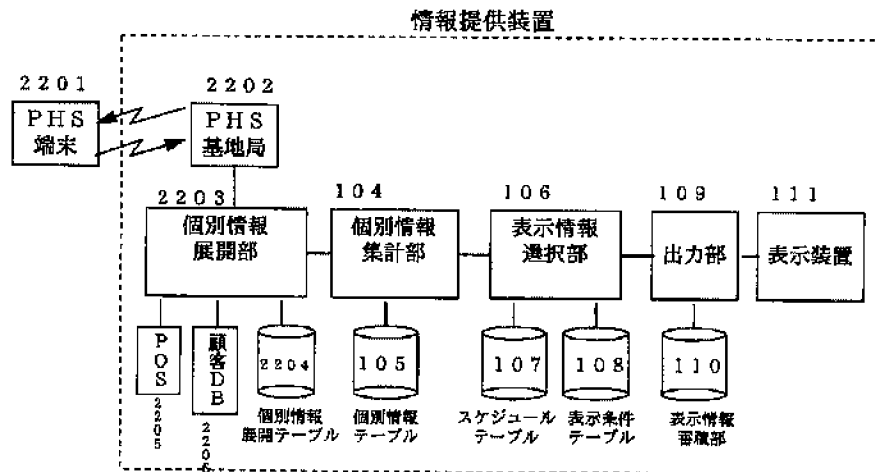 情報提供装置
2201
PHS
端末
2202
PHS
基地局
2203
個別情報
展開部
104
個別情報
集計部
106
表示情報
選択部
109
出力部
111
表示装置
POS
2205
顧客DB
2206
2204
個別情報
展開テーブル
105
個別情報
テーブル
107
スケジュール
テーブル
108
表示条件
テーブル
110
表示情報
蓄積部